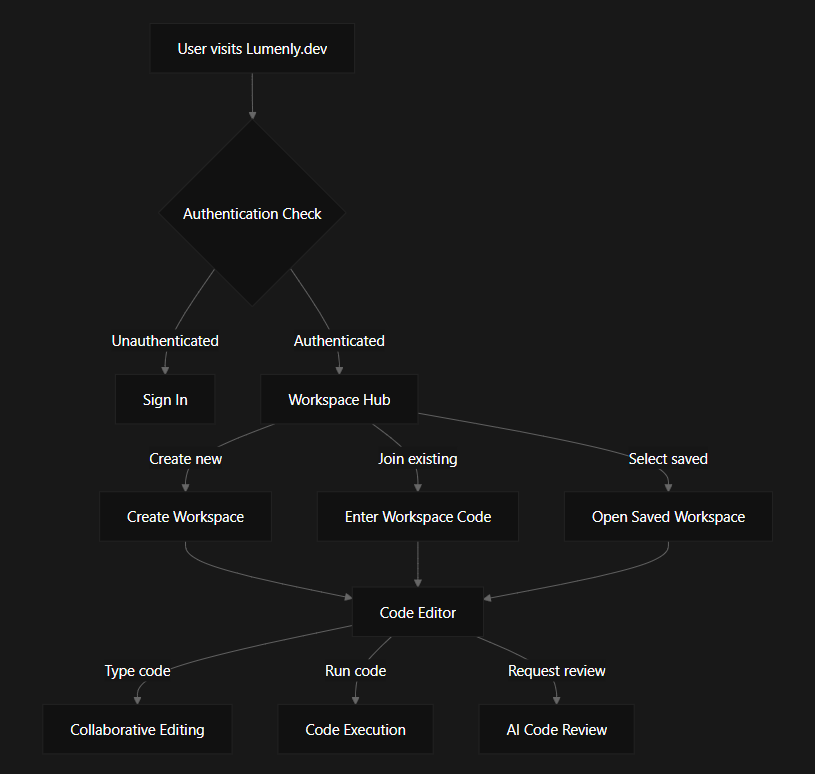 User visits Lumenly.dev
Authentication Check
Unauthenticated
Authenticated
Sign In
Workspace Hub
Create new
Join existing
Select saved
Create Workspace
Enter Workspace Code
Open Saved Workspace
Code Editor
Type code
Run code
Request review
Collaborative Editing
Code Execution
AI Code Review